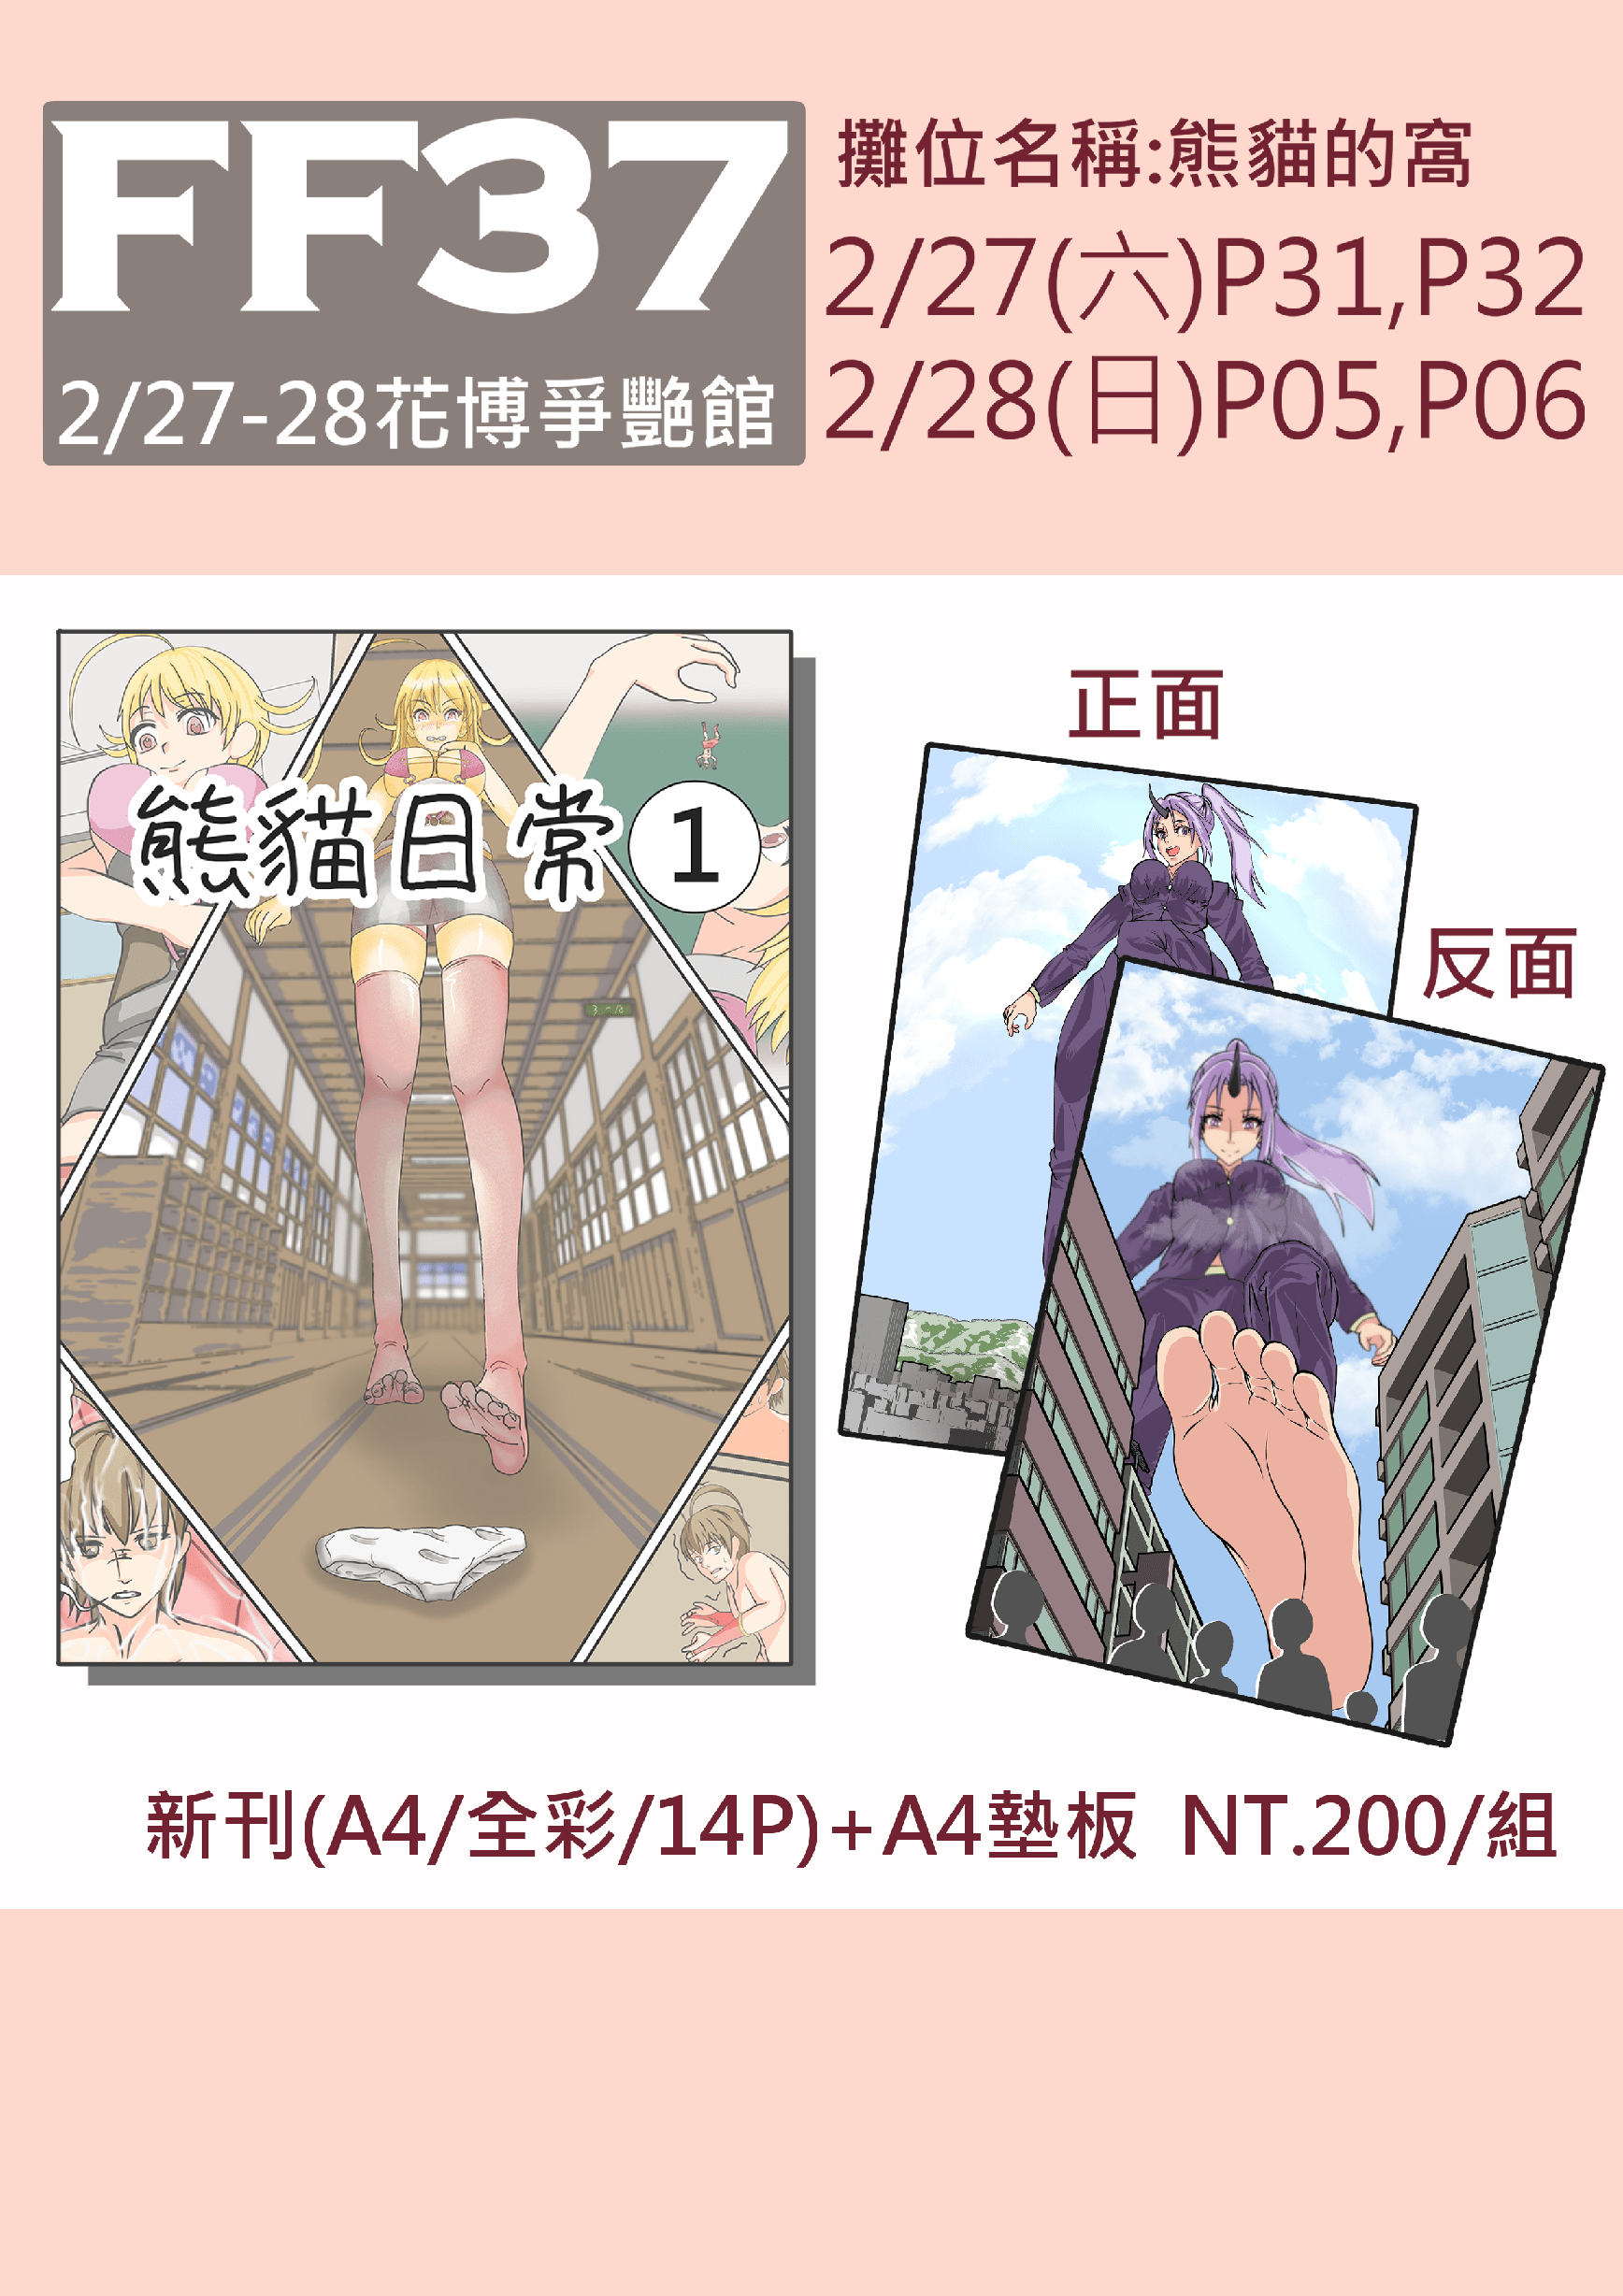 FF37
2/27-28花博爭艷館
攤位名稱:熊貓的窩
2/27(六)P31,P32
2/28(日)P05,P06
熊貓日常①
正面
反面
新刊(A4/全彩/14P)+A4墊板 NT.200/組